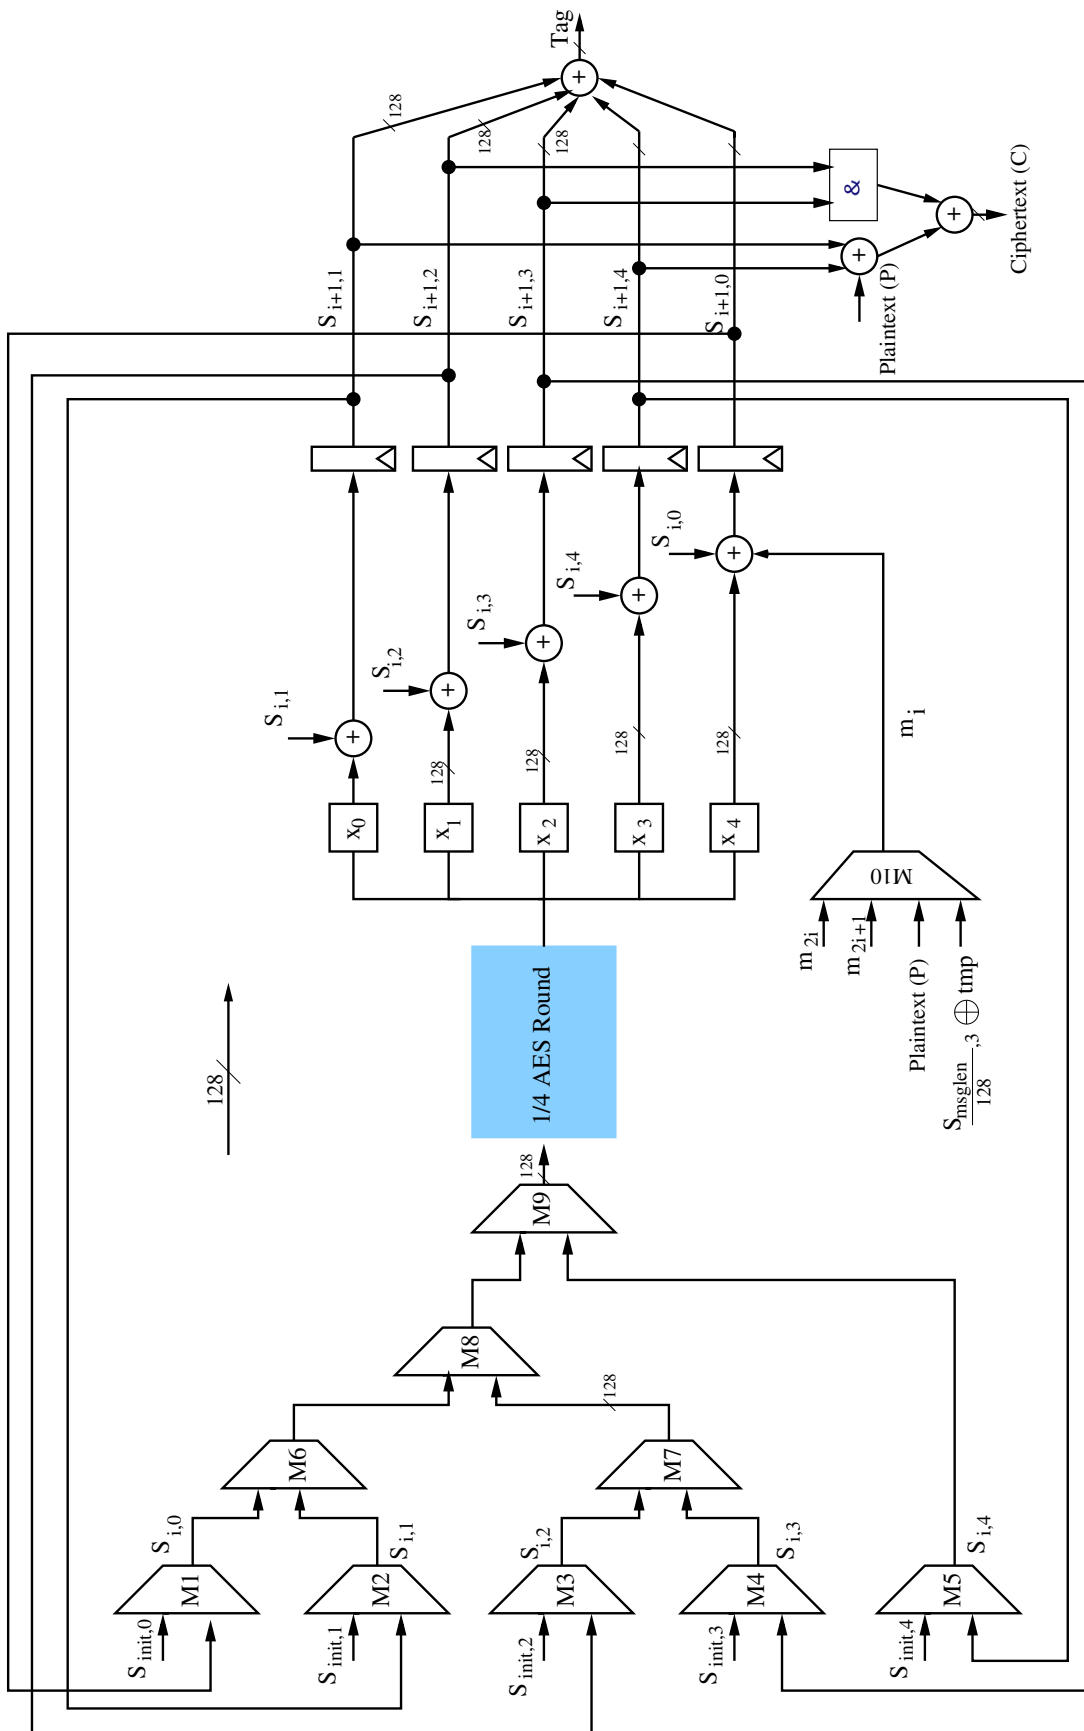 Tag
128
128
128
&
+
+
+
Ciphertext (C)
Plaintext (P)
S i+1,1
S i+1,2
S i+1,3
S i+1,4
S i+1,0
S i,1
S i,2
S i,3
S i,4
S i,0
+
+
+
+
+
128
128
128
128
x0
x1
x 2
x 3
x 4
m i
M10
m 2i
m 2i+1
Plaintext (P)
S msglen/128 ,3 ⊕ tmp
128
1/4 AES Round
128
M9
M8
128
M6
M7
S i,0
S i,1
S i,2
S i,3
S i,4
M1
M2
M3
M4
M5
S init,0
S init,1
S init,2
S init,3
S init,4